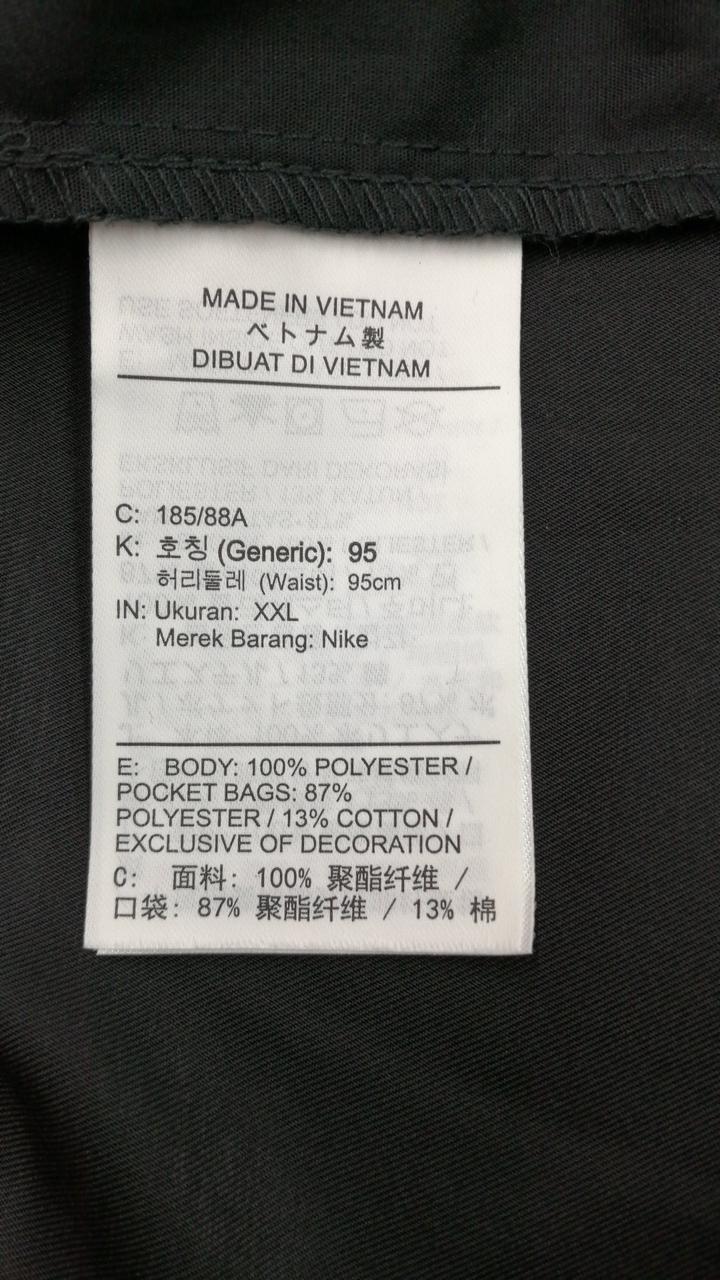 MADE IN VIETNAM
ベトナム製
DIBUAT DI VIETNAM
C: 185/88A
K: 호칭 (Generic): 95
허리둘레 (Waist): 95cm
IN: Ukuran: XXL
Merek Barang: Nike
E: BODY: 100% POLYESTER /
POCKET BAGS: 87%
POLYESTER / 13% COTTON /
EXCLUSIVE OF DECORATION
C: 面料: 100% 聚酯纤维 /
口袋: 87% 聚酯纤维 / 13% 棉